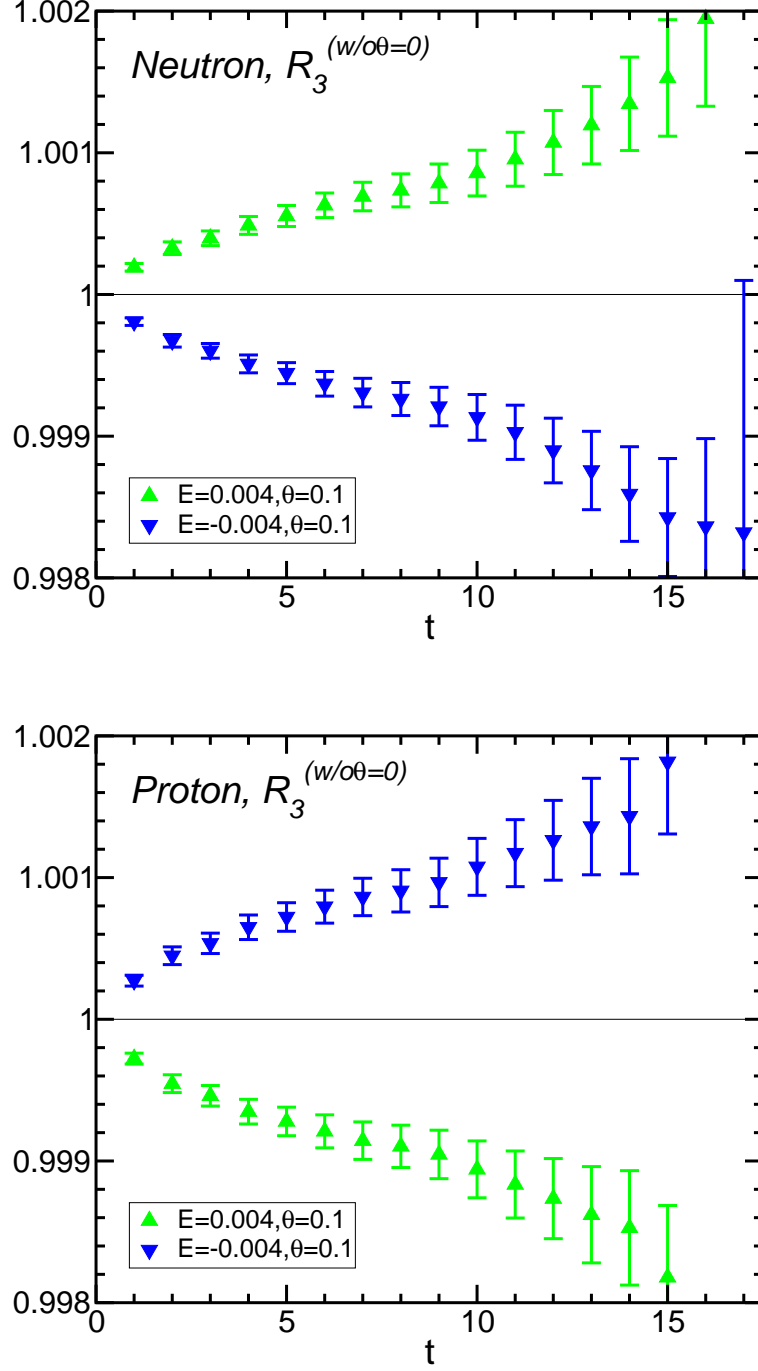 1.002
Neutron, R3(w/oθ=0)
1.001
1
0.999
E=0.004,θ=0.1
E=-0.004,θ=0.1
0.998
0 5 10 15
t
1.002
Proton, R3(w/oθ=0)
1.001
1
0.999
E=0.004,θ=0.1
E=-0.004,θ=0.1
0.998
0 5 10 15
t